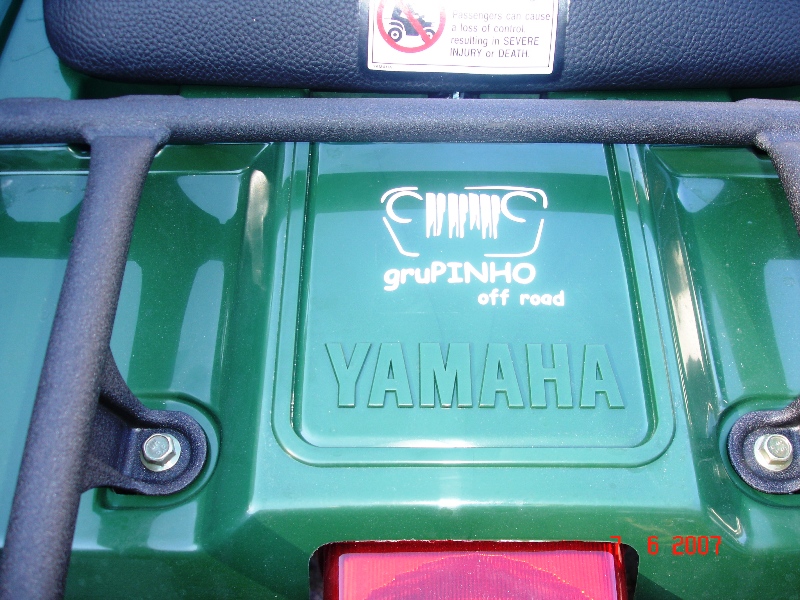 Passengers can cause
a loss of control,
resulting in SEVERE
INJURY or DEATH.
gruPINHO
off road
YAMAHA
7 6 2007